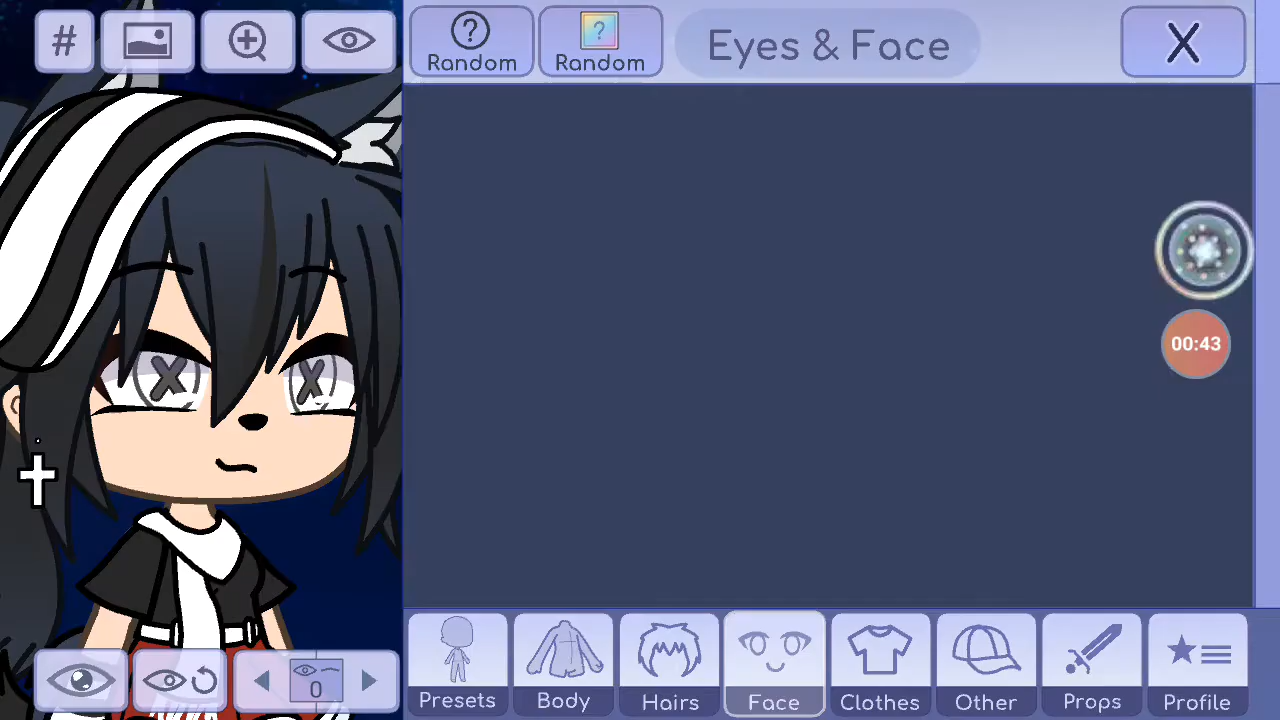 #
Random
Random
Eyes & Face
X
00:43
0
Presets
Body
Hairs
Face
Clothes
Other
Props
Profile